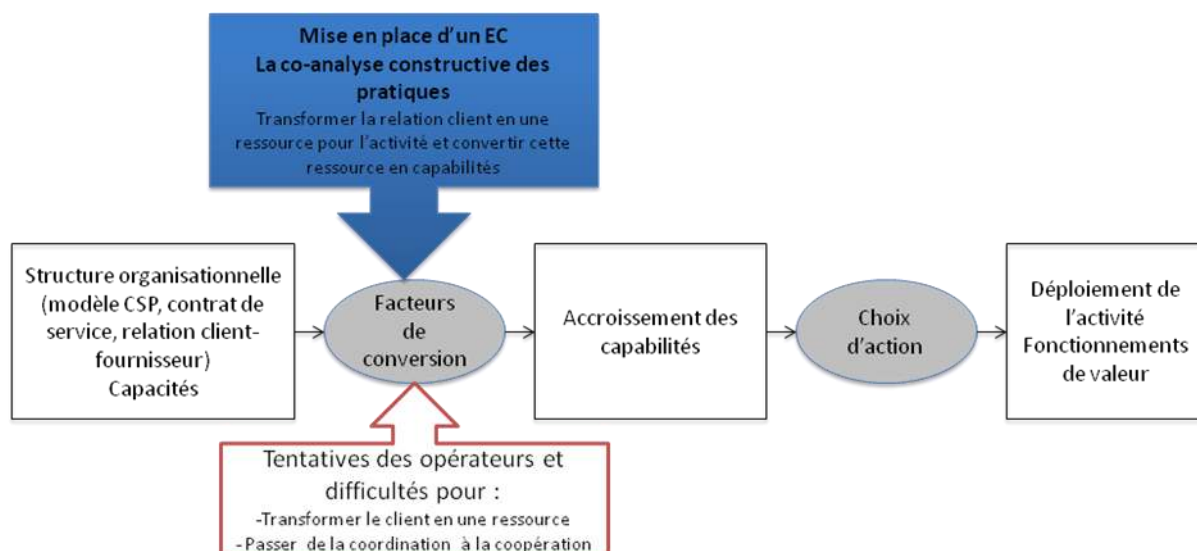 Mise en place d'un EC
La co-analyse constructive des
pratiques
Transformer la relation client en une
ressource pour l'activité et convertir cette
ressource en capabilités
Structure organisationnelle
(modèle CSP, contrat de
service, relation client-
fournisseur)
Capacités
Facteurs
de
conversion
Accroissement des
capabilités
Choix
d'action
Déploiement de
l'activité
Fonctionnements
de valeur
Tentatives des opérateurs et
difficultés pour :
-Transformer le client en une ressource
-Passer de la coordination à la coopération